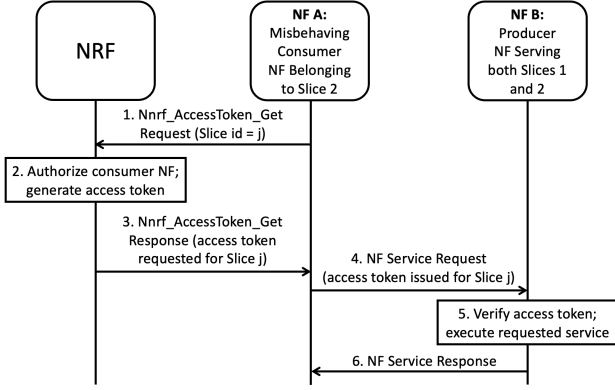 NRF
NF A:
Misbehaving
Consumer
NF Belonging
to Slice 2
NF B:
Producer
NF Serving
both Slices 1
and 2
1. Nnrf_AccessToken_Get
Request (Slice id = j)
2. Authorize consumer NF;
generate access token
3. Nnrf_AccessToken_Get
Response (access token
requested for Slice j)
4. NF Service Request
(access token issued for Slice j)
5. Verify access token;
execute requested service
6. NF Service Response